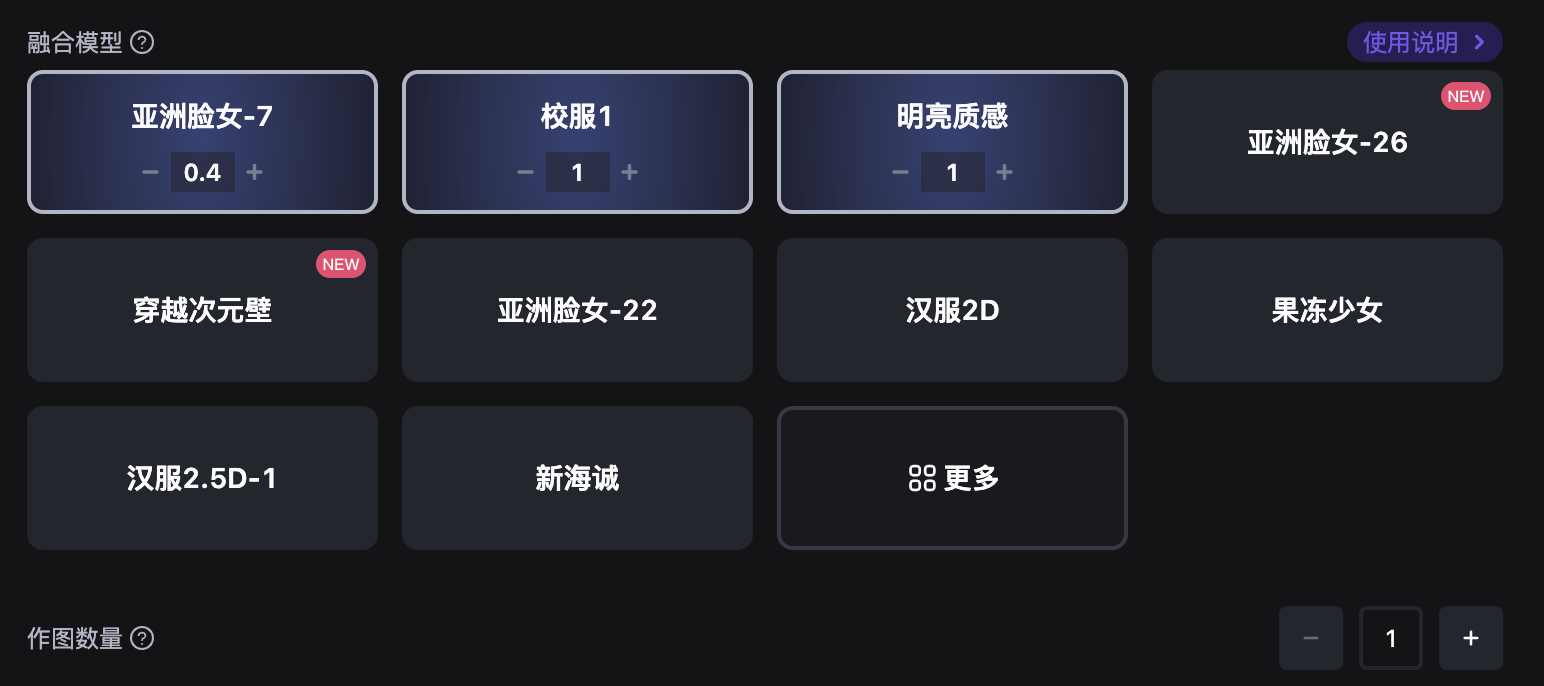 融合模型
使用说明
亚洲脸女-7
校服1
明亮质感
NEW
亚洲脸女-26
0.4
1
1
NEW
穿越次元壁
亚洲脸女-22
汉服2D
果冻少女
汉服2.5D-1
新海诚
更多
作图数量
1